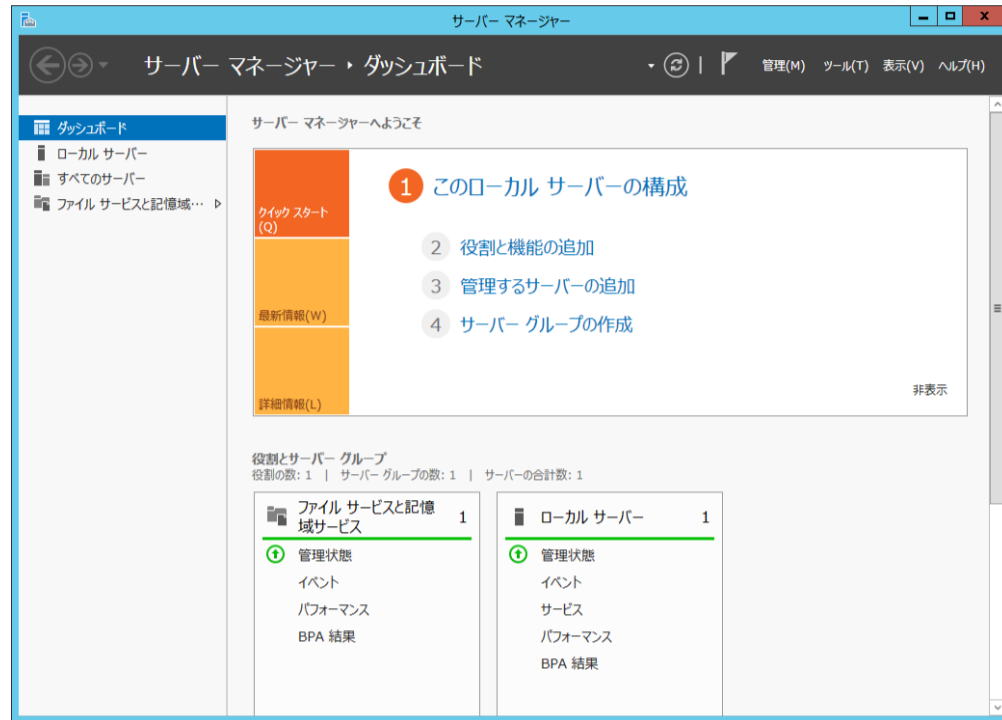 サーバー マネージャー
サーバー マネージャー ・ ダッシュボード
管理(M) ツール(T) 表示(V) ヘルプ(H)
ダッシュボード
ローカル サーバー
すべてのサーバー
ファイル サービスと記憶域…
サーバー マネージャーへようこそ
クイック スタート
(Q)
最新情報(W)
詳細情報(L)
1 このローカル サーバーの構成
2 役割と機能の追加
3 管理するサーバーの追加
4 サーバー グループの作成
非表示
役割とサーバー グループ
役割の数: 1 | サーバー グループの数: 1 | サーバーの合計数: 1
ファイル サービスと記憶
域サービス
1
管理状態
イベント
パフォーマンス
BPA 結果
ローカル サーバー 1
管理状態
イベント
サービス
パフォーマンス
BPA 結果